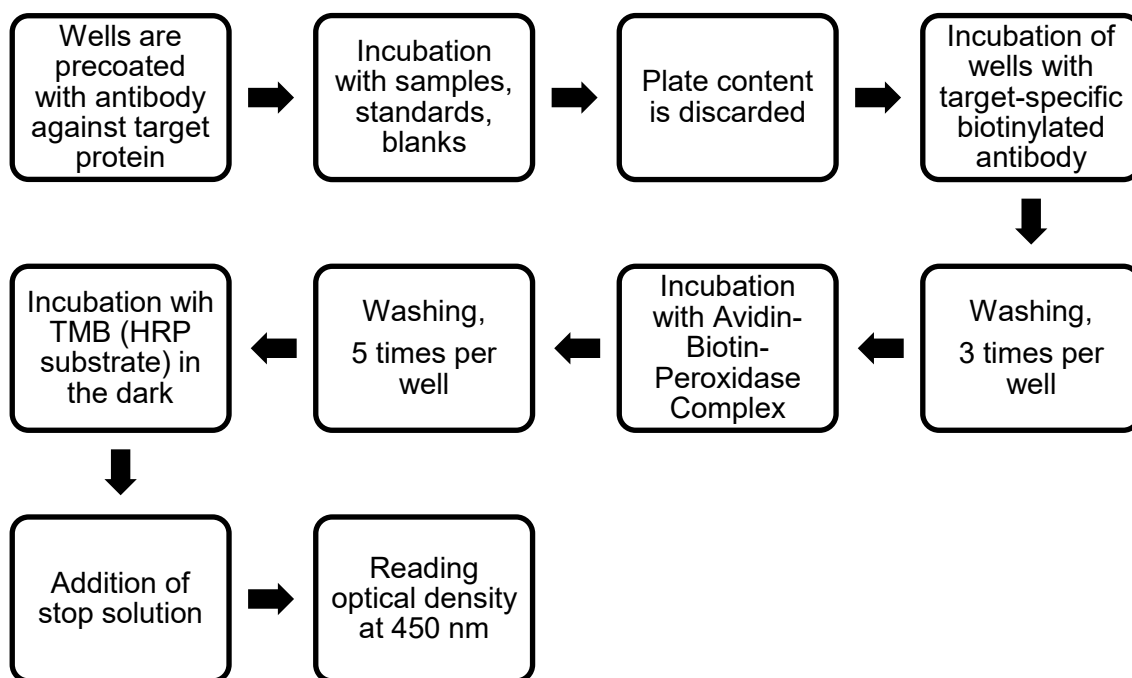 Wells are
precoated
with antibody
against target
protein
Incubation
with samples,
standards,
blanks
Plate content
is discarded
Incubation of
wells with
target-specific
biotinylated
antibody
Washing,
3 times per
well
Incubation
with Avidin-
Biotin-
Peroxidase
Complex
Washing,
5 times per
well
Incubation wih
TMB (HRP
substrate) in
the dark
Addition of
stop solution
Reading
optical density
at 450 nm